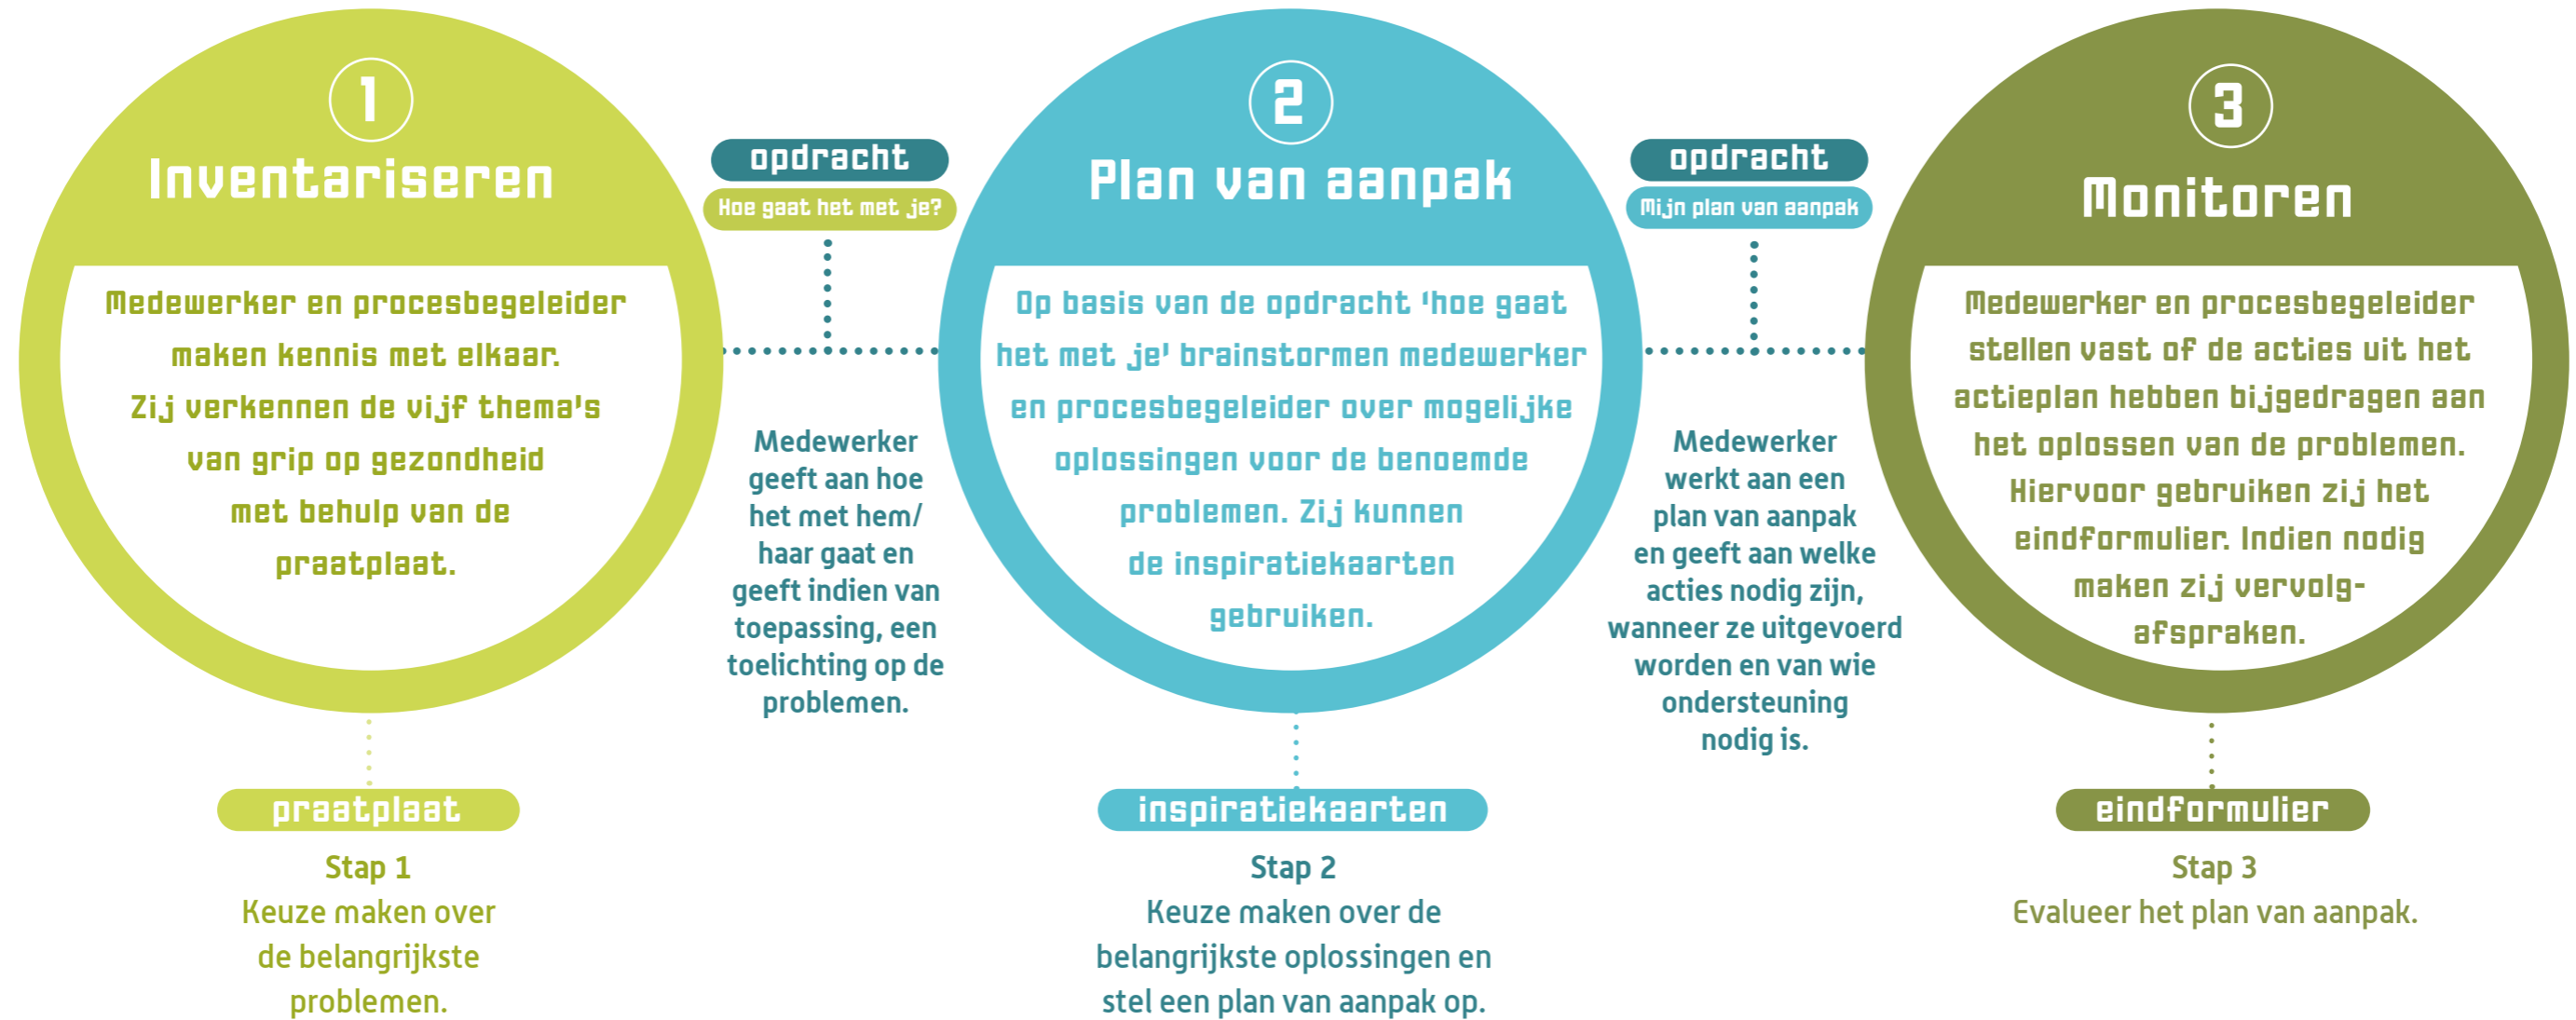 1
Inventariseren
Medewerker en procesbegeleider
maken kennis met elkaar.
Zij verkennen de vijf thema's
van grip op gezondheid
met behulp van de
praatplaat.
praatplaat
Stap 1
Keuze maken over
de belangrijkste
problemen.
opdracht
Hoe gaat het met je?
Medewerker
geeft aan hoe
het met hem/
haar gaat en
geeft indien van
toepassing, een
toelichting op de
problemen.
2
Plan van aanpak
Op basis van de opdracht 'hoe gaat
het met je' brainstormen medewerker
en procesbegeleider over mogelijke
oplossingen voor de benoemde
problemen. Zij kunnen
de inspiratiekaarten
gebruiken.
inspiratiekaarten
Stap 2
Keuze maken over de
belangrijkste oplossingen en
stel een plan van aanpak op.
opdracht
Mijn plan van aanpak
Medewerker
werkt aan een
plan van aanpak
en geeft aan welke
acties nodig zijn,
wanneer ze uitgevoerd
worden en van wie
ondersteuning
nodig is.
3
Monitoren
Medewerker en procesbegeleider
stellen vast of de acties uit het
actieplan hebben bijgedragen aan
het oplossen van de problemen.
Hiervoor gebruiken zij het
eindformulier. Indien nodig
maken zij vervolg-
afspraken.
eindformulier
Stap 3
Evalueer het plan van aanpak.